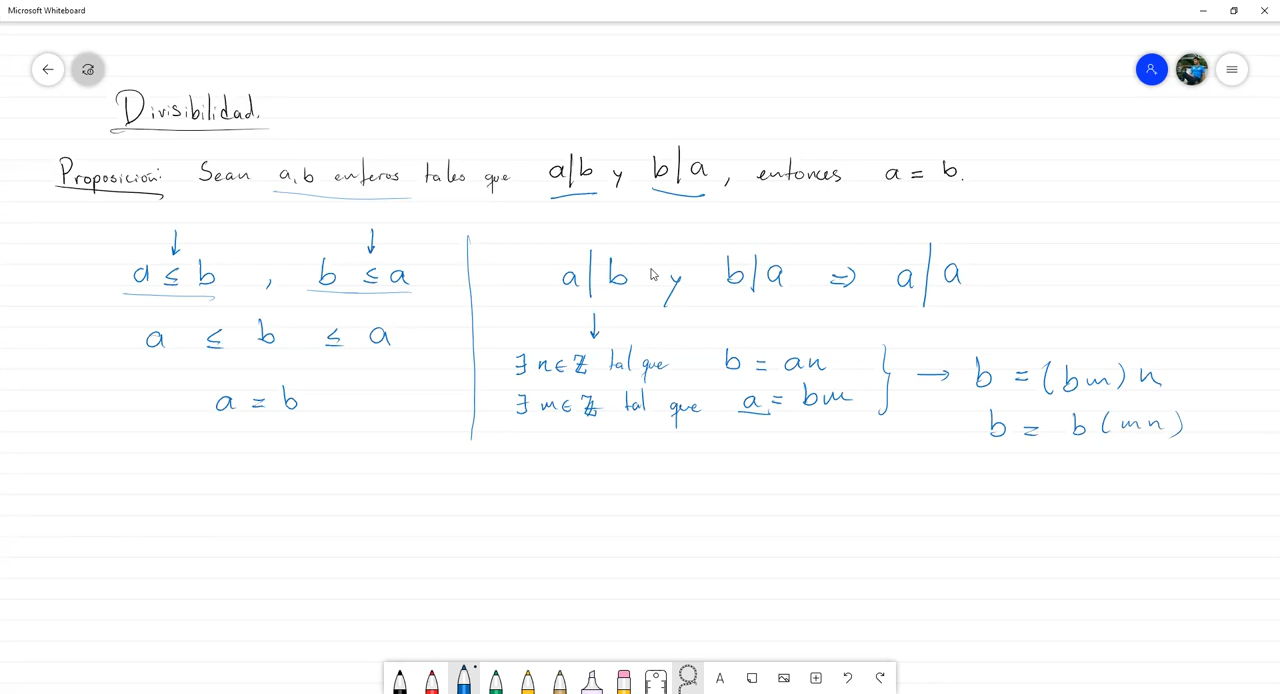 Microsoft Whiteboard
Divisibilidad.
Proposición: Sean a,b enteros tales que a|b y b|a, entonces a = b.
a ≤ b , b ≤ a
a ≤ b ≤ a
a = b
a|b y b|a ⇒ a|a
↓
∃ n∈ℤ tal que b = an
∃ m∈ℤ tal que a = bm
→ b = (bm)n
b = b(mn)
A